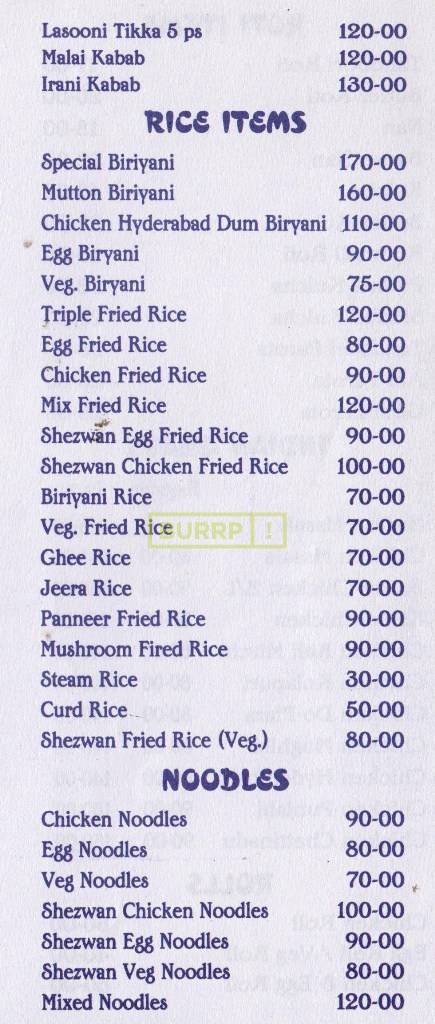 Lasooni Tikka 5 ps 120-00
Malai Kabab 120-00
Irani Kabab 130-00
RICE ITEMS
Special Biriyani 170-00
Mutton Biriyani 160-00
Chicken Hyderabad Dum Biryani 110-00
Egg Biryani 90-00
Veg. Biryani 75-00
Triple Fried Rice 120-00
Egg Fried Rice 80-00
Chicken Fried Rice 90-00
Mix Fried Rice 120-00
Shezwan Egg Fried Rice 90-00
Shezwan Chicken Fried Rice 100-00
Biriyani Rice 70-00
Veg. Fried Rice 70-00
BURRP!
Ghee Rice 70-00
Jeera Rice 70-00
Panneer Fried Rice 90-00
Mushroom Fired Rice 90-00
Steam Rice 30-00
Curd Rice 50-00
Shezwan Fried Rice (Veg.) 80-00
NOODLES
Chicken Noodles 90-00
Egg Noodles 80-00
Veg Noodles 70-00
Shezwan Chicken Noodles 100-00
Shezwan Egg Noodles 90-00
Shezwan Veg Noodles 80-00
Mixed Noodles 120-00